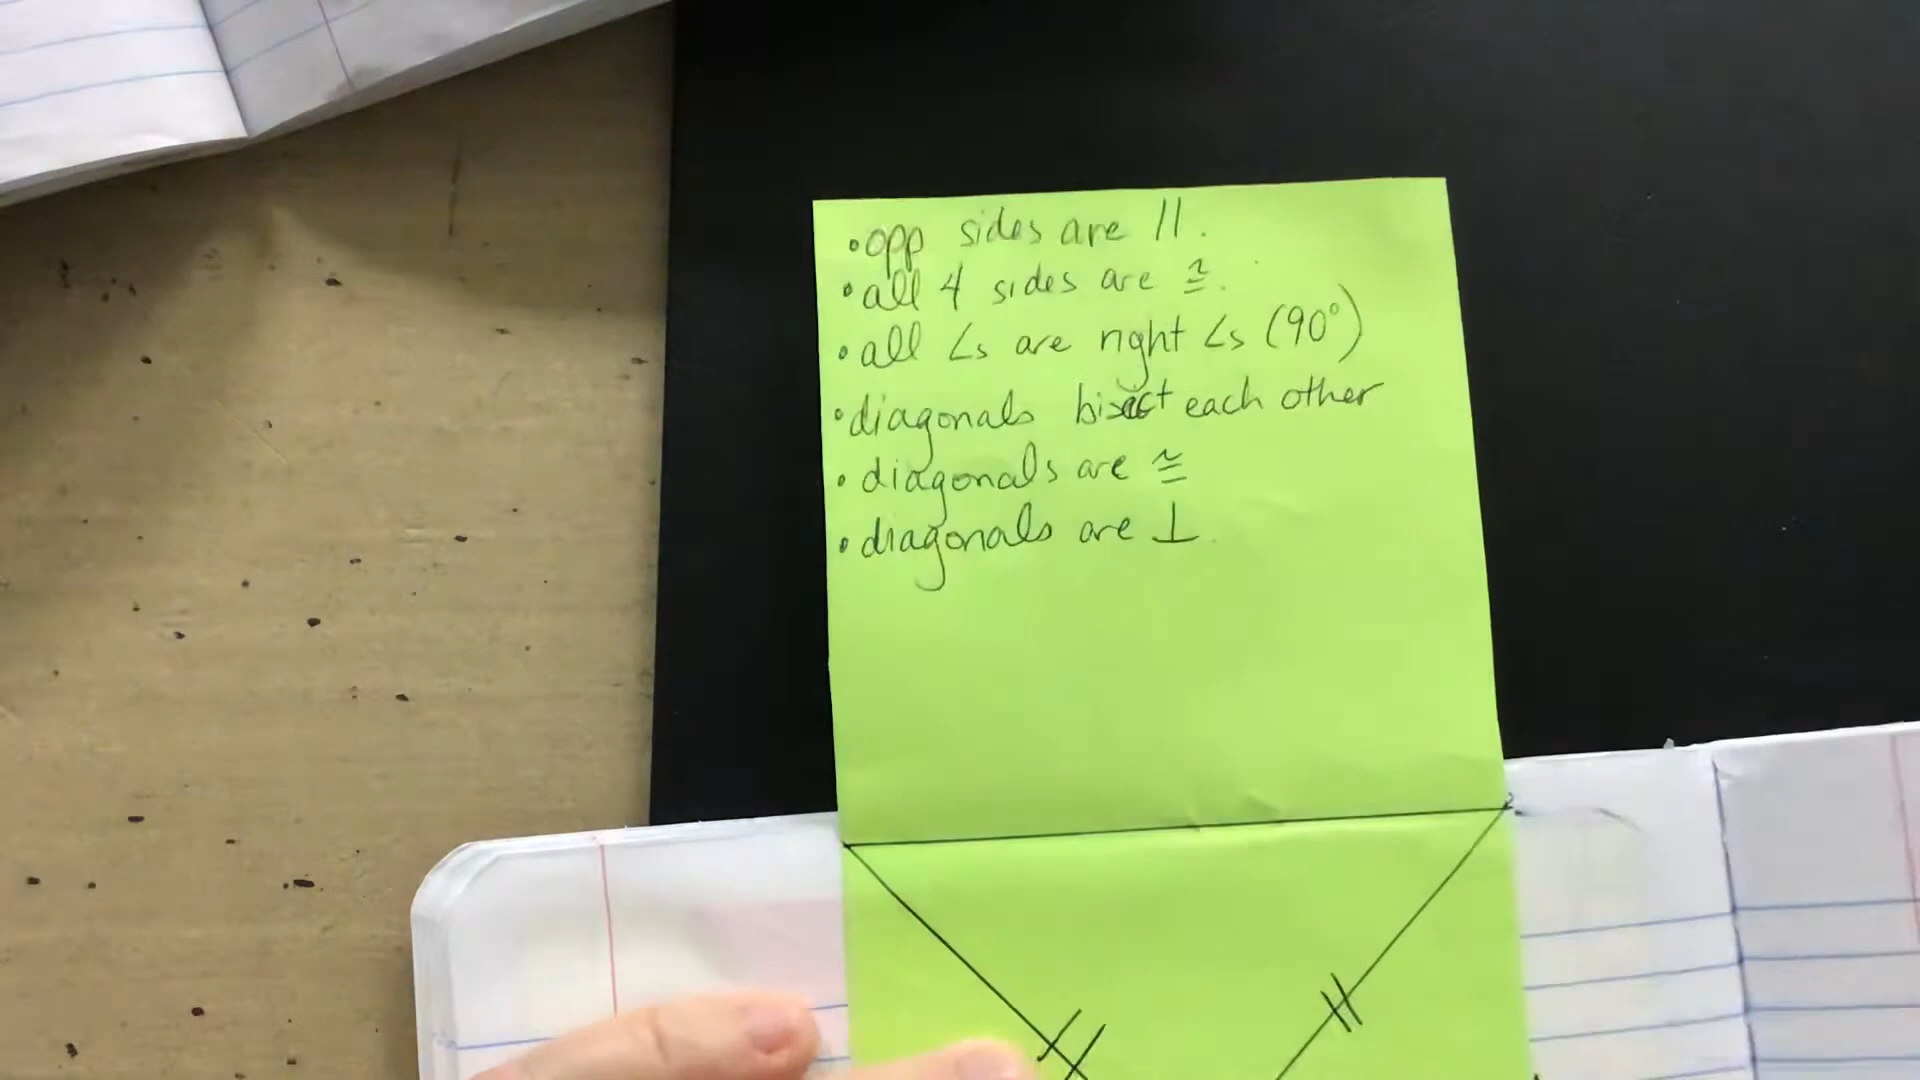 •opp sides are //.
•all 4 sides are ≅.
•all ∠s are right ∠s (90°)
•diagonals bisect each other
•diagonals are ≅
•diagonals are ⊥